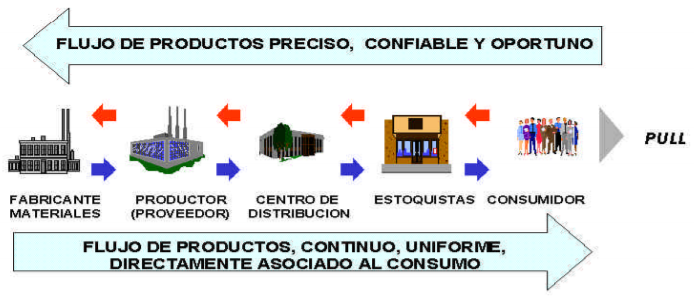 FLUJO DE PRODUCTOS PRECISO, CONFIABLE Y OPORTUNO
PULL
FABRICANTE
MATERIALES
PRODUCTOR
(PROVEEDOR)
CENTRO DE
DISTRIBUCION
ESTOQUISTAS
CONSUMIDOR
FLUJO DE PRODUCTOS, CONTINUO, UNIFORME,
DIRECTAMENTE ASOCIADO AL CONSUMO